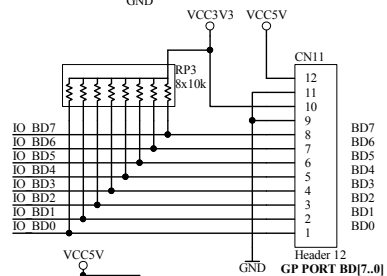 GND
VCC3V3 VCC5V
CN11
RP3
8x10k
12
11
10
9
IO_BD7 8 BD7
IO_BD6 7 BD6
IO_BD5 6 BD5
IO_BD4 5 BD4
IO_BD3 4 BD3
IO_BD2 3 BD2
IO_BD1 2 BD1
IO_BD0 1 BD0
VCC5V
Header 12
GND GP PORT BD[7..0]